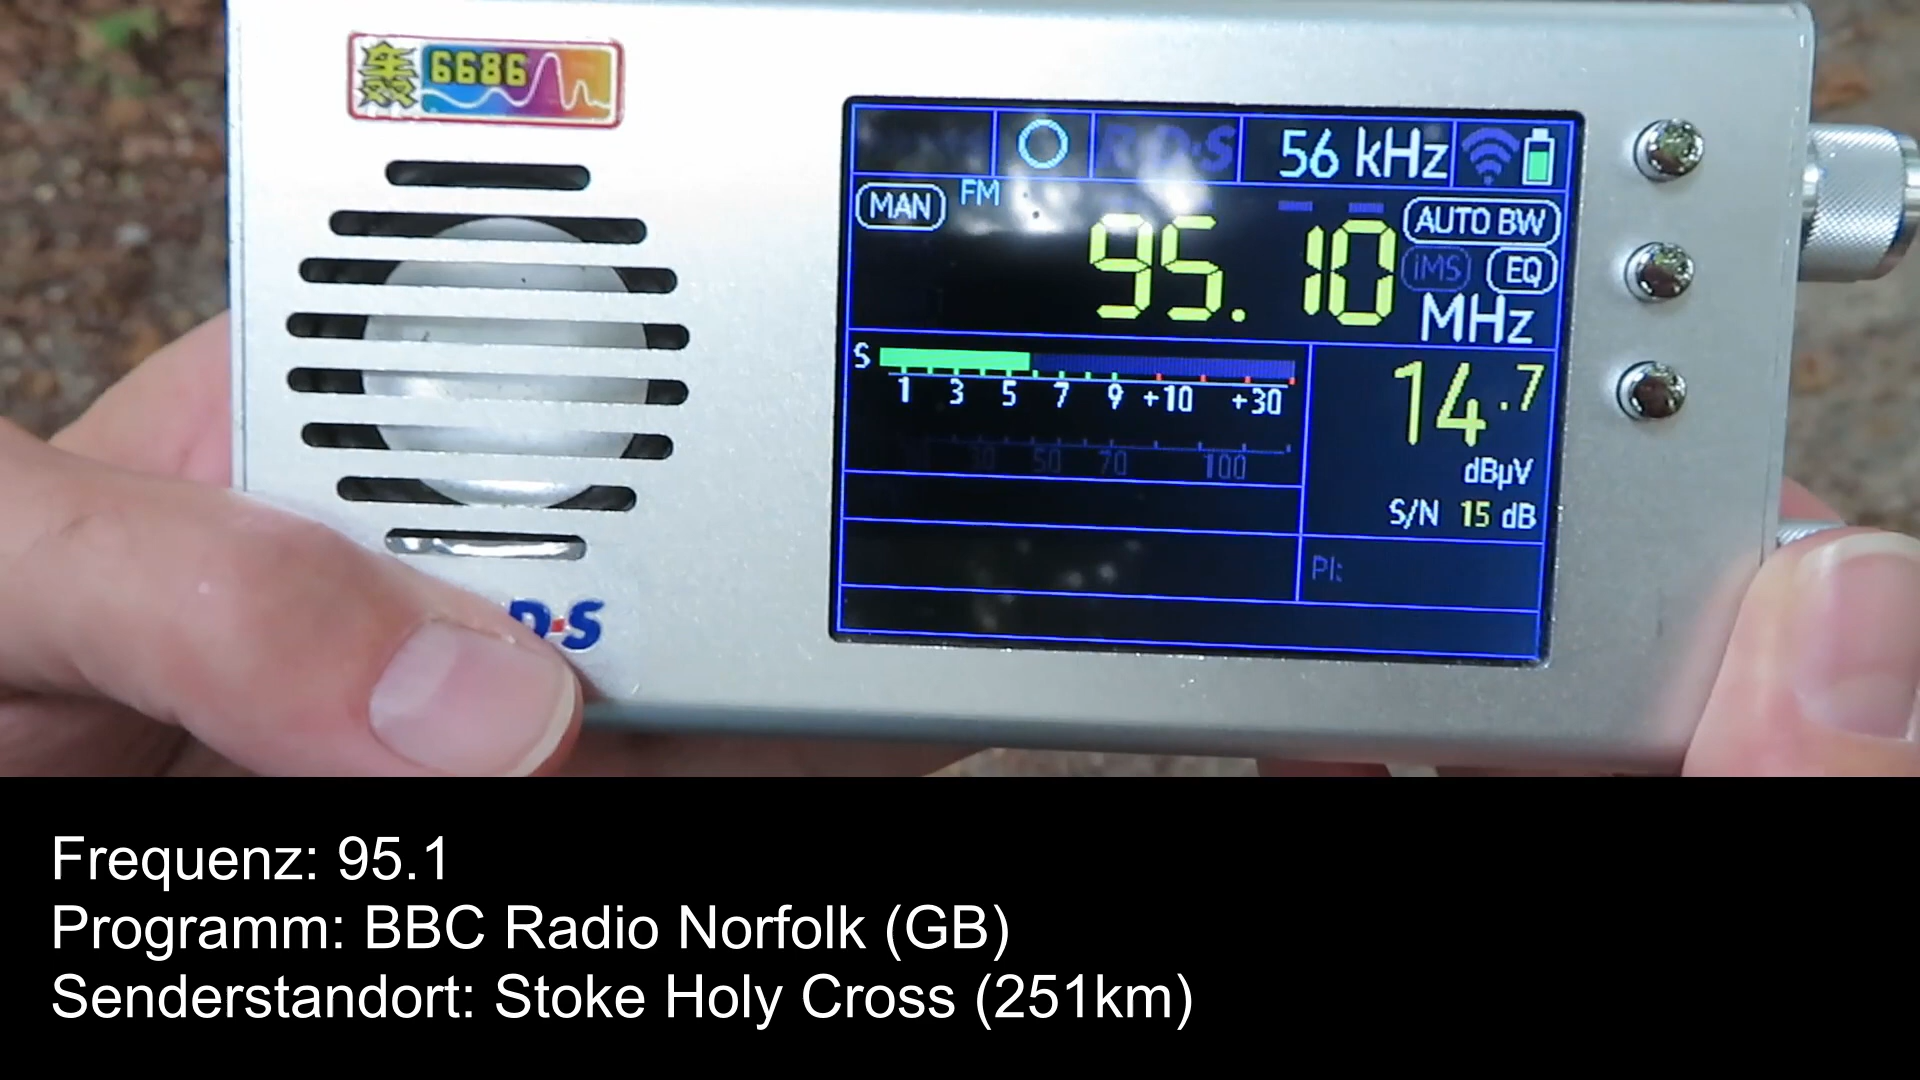 6686
R·D·S
56 kHz
MAN
FM
AUTO BW
95.10
iMS
EQ
MHz
S
1 3 5 7 9 +10 +30
14.7
30 50 70 100
dBµV
S/N 15 dB
PI:
D·S
Frequenz: 95.1
Programm: BBC Radio Norfolk (GB)
Senderstandort: Stoke Holy Cross (251km)